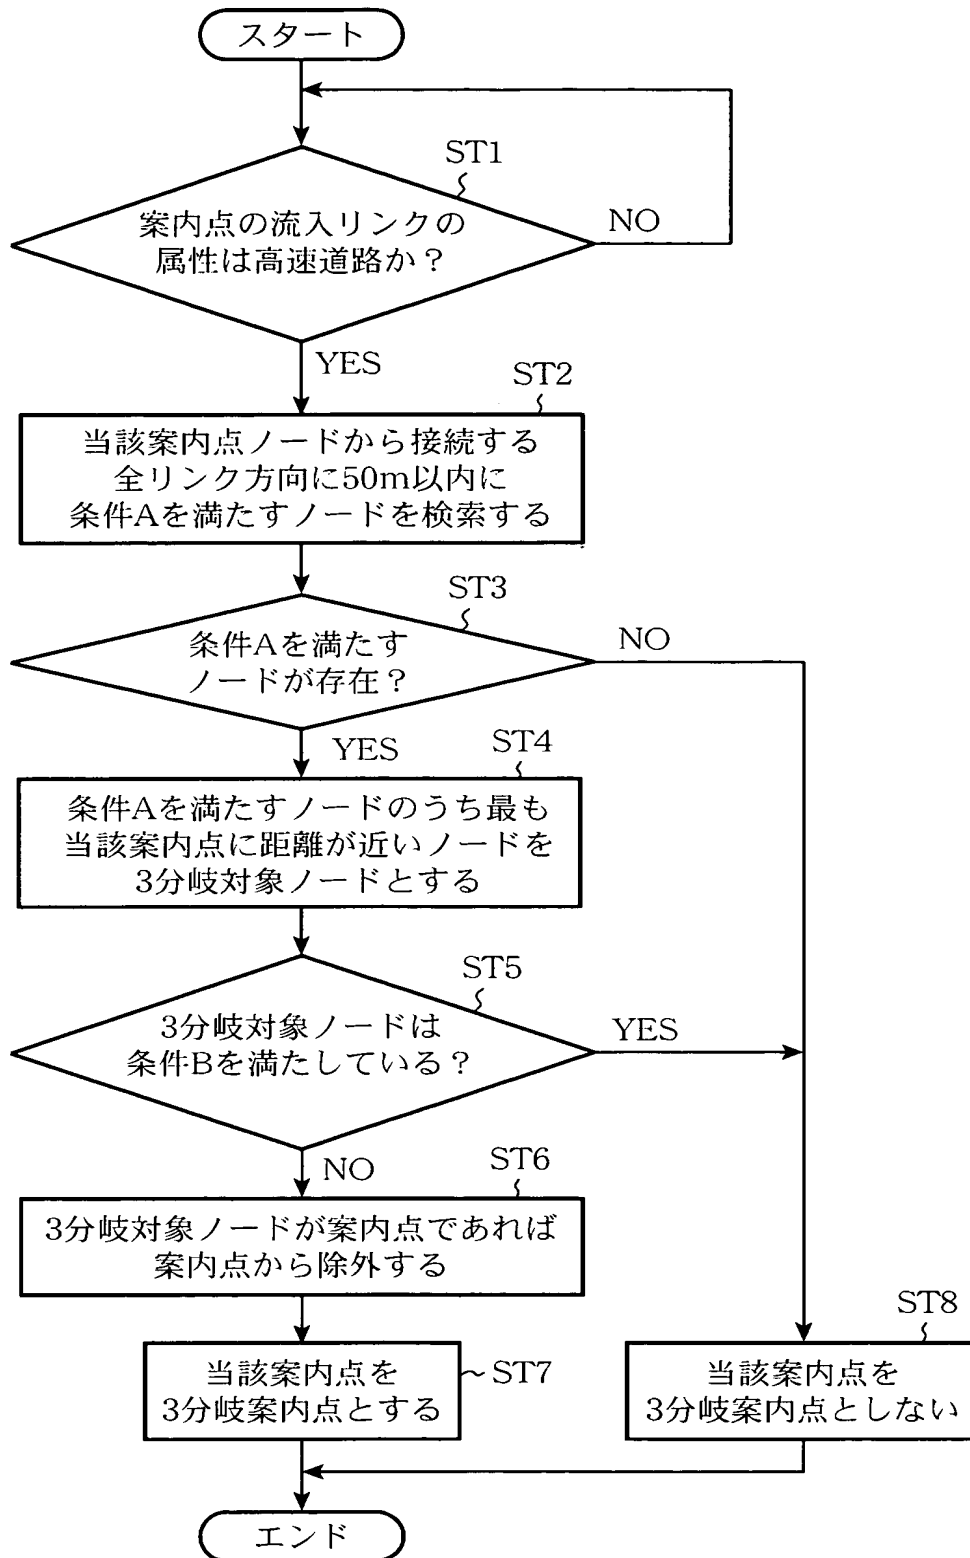 スタート
ST1
案内点の流入リンクの
属性は高速道路か？
NO
YES
ST2
当該案内点ノードから接続する
全リンク方向に50m以内に
条件Aを満たすノードを検索する
ST3
条件Aを満たす
ノードが存在？
NO
YES
ST4
条件Aを満たすノードのうち最も
当該案内点に距離が近いノードを
3分岐対象ノードとする
ST5
3分岐対象ノードは
条件Bを満たしている？
YES
NO
ST6
3分岐対象ノードが案内点であれば
案内点から除外する
ST7
当該案内点を
3分岐案内点とする
ST8
当該案内点を
3分岐案内点としない
エンド